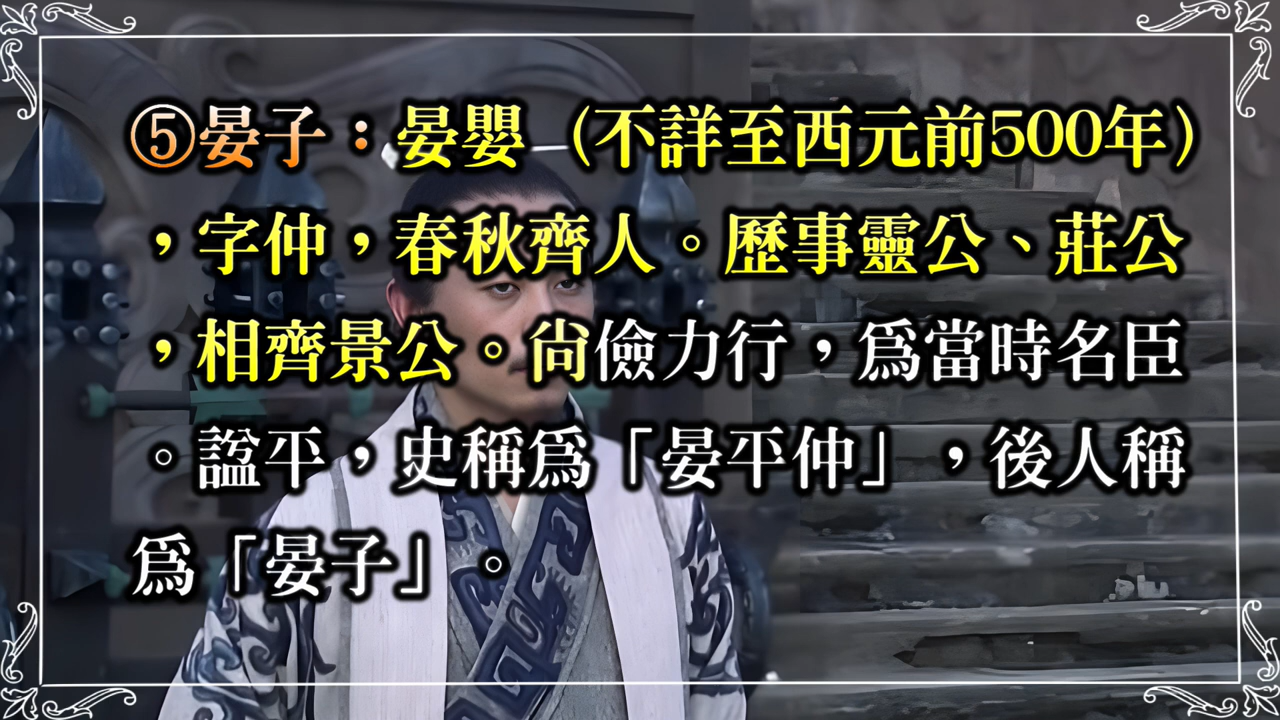 ⑤晏子：晏嬰（不詳至西元前500年）
，字仲，春秋齊人。歷事靈公、莊公
，相齊景公。尚儉力行，爲當時名臣
。諡平，史稱爲「晏平仲」，後人稱
爲「晏子』。